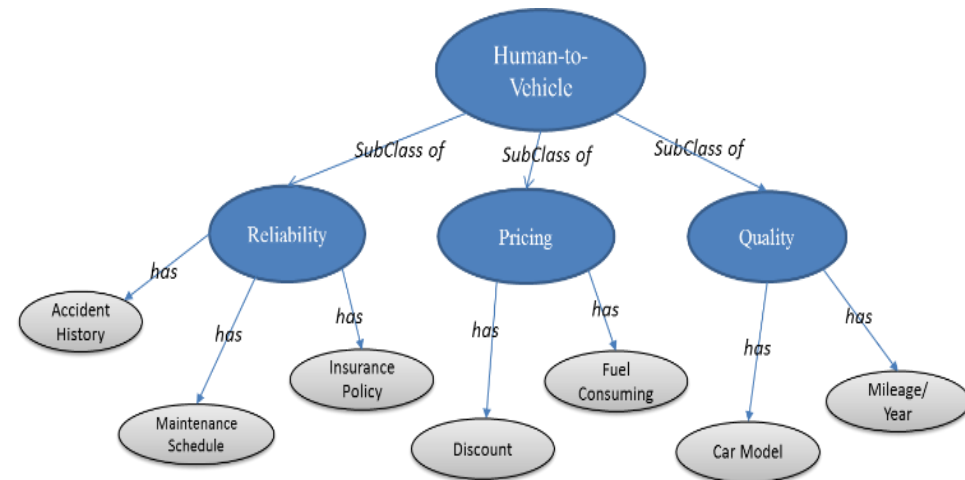 Human-to-
Vehicle
SubClass of
SubClass of
SubClass of
Reliability
Pricing
Quality
has
has
has
has
has
has
has
Accident
History
Maintenance
Schedule
Insurance
Policy
Discount
Fuel
Consuming
Car Model
Mileage/
Year